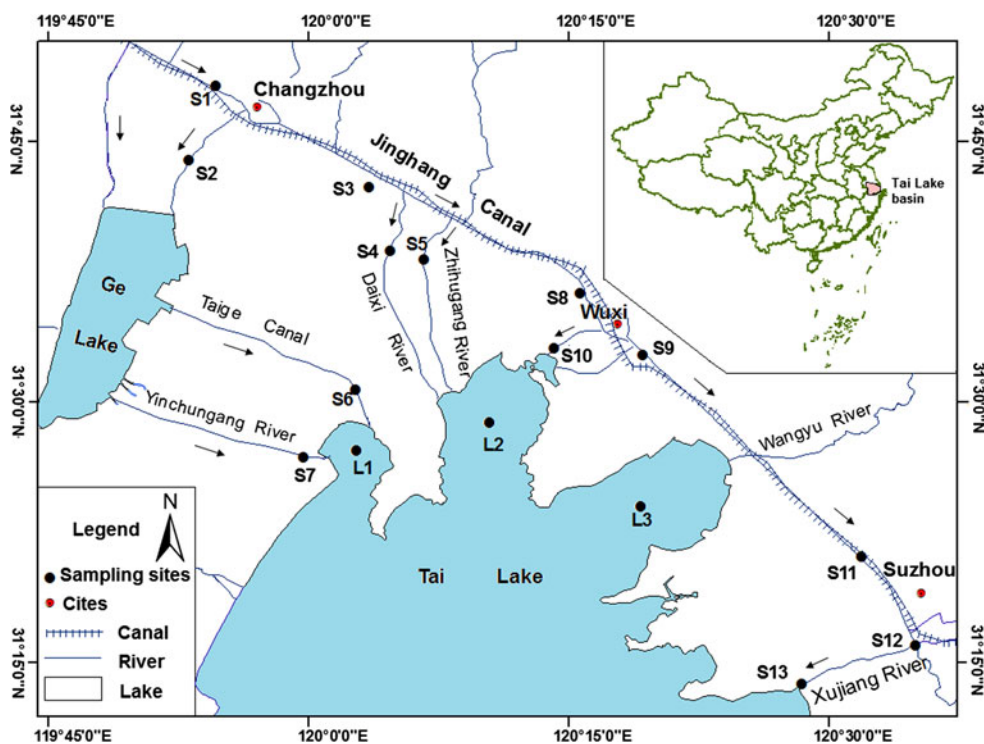 119°45'0"E
120°0'0"E
120°15'0"E
120°30'0"E
31°45'0"N
31°45'0"N
S1
Changzhou
S2
Jinghang
Canal
S3
S4
S5
Tai Lake
basin
Ge
Lake
Taige Canal
Daixi
River
Zhihugang River
S8
Wuxi
S10
S9
31°30'0"N
31°30'0"N
S6
Yinchungang River
S7
L1
L2
Wangyu River
L3
N
Legend
Sampling sites
Cites
Canal
River
Lake
Tai Lake
S11
Suzhou
S12
S13
Xujiang River
31°15'0"N
31°15'0"N
119°45'0"E
120°0'0"E
120°15'0"E
120°30'0"E